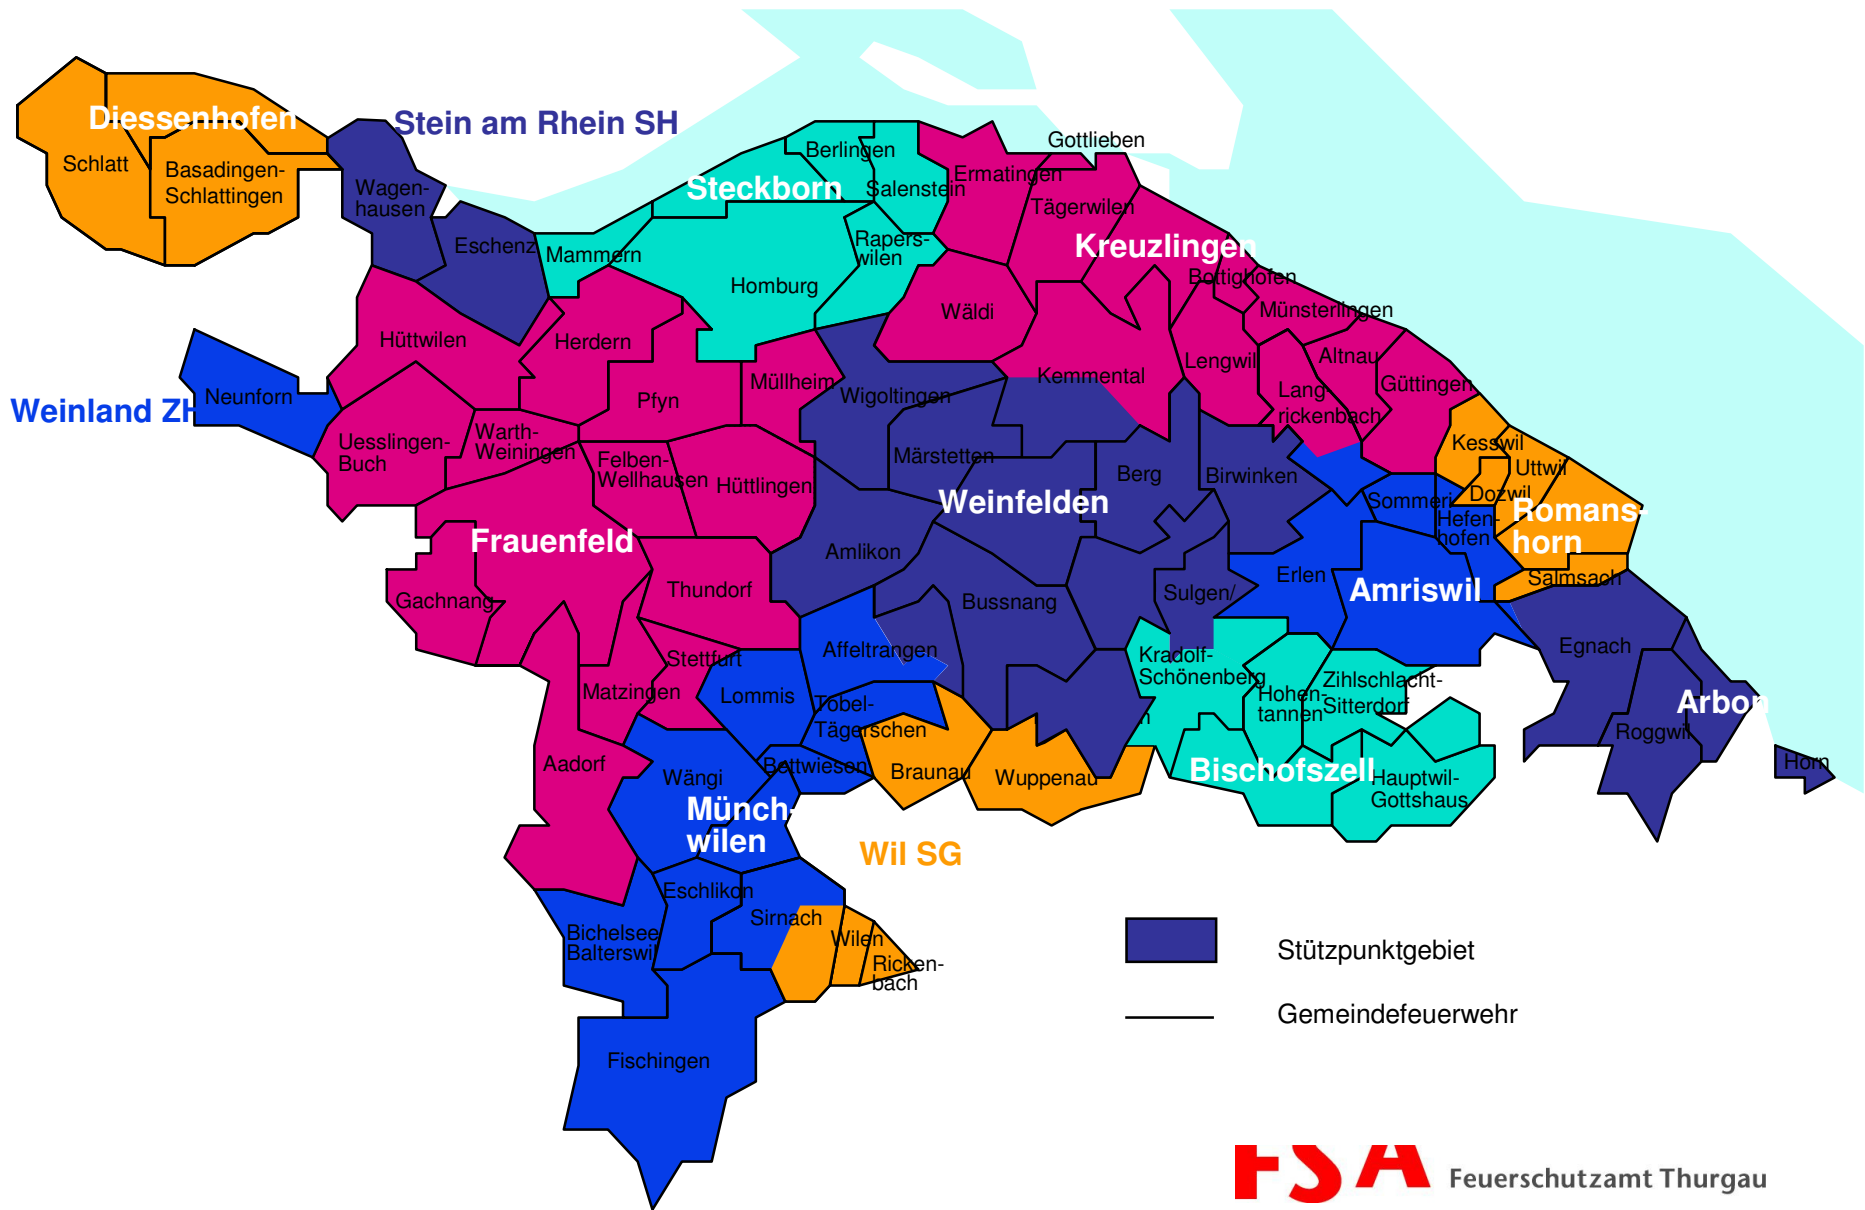 Diessenhofen
Schlatt
Basadingen-
Schlattingen
Stein am Rhein SH
Wagen-
hausen
Eschenz
Mammern
Steckborn
Berlingen
Salenstein
Homburg
Rapers-
wilen
Ermatingen
Gottlieben
Tägerwilen
Kreuzlingen
Bottighofen
Münsterlingen
Wäldi
Kemmental
Lengwil
Altnau
Lang
rickenbach
Güttingen
Weinland ZH
Neunforn
Hüttwilen
Herdern
Pfyn
Müllheim
Uesslingen-
Buch
Warth-
Weiningen
Felben-
Wellhausen
Hüttlingen
Frauenfeld
Gachnang
Thundorf
Stettfurt
Matzingen
Aadorf
Wigoltingen
Märstetten
Weinfelden
Berg
Birwinken
Amlikon
Bussnang
Sulgen/
Kesswil
Uttwil
Dozwil
Romans-
horn
Salmsach
Sommeri
Hefen-
hofen
Erlen
Amriswil
Egnach
Arbon
Roggwil
Horn
Affeltrangen
Lommis
Tobel-
Tägerschen
Bettwiesen
Wängi
Münch-
wilen
Braunau
Wuppenau
Wil SG
Kradolf-
Schönenberg
n
Hohen-
tannen
Zihlschlacht-
Sitterdorf
Bischofszell
Hauptwil-
Gottshaus
Eschlikon
Sirnach
Wilen
Ricken-
bach
Bichelsee
Balterswil
Fischingen
Stützpunktgebiet
Gemeindefeuerwehr
FSA Feuerschutzamt Thurgau